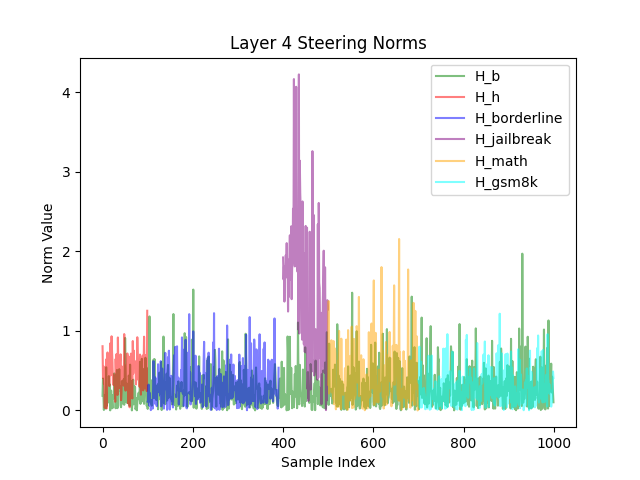 Layer 4 Steering Norms
H_b
H_h
H_borderline
H_jailbreak
H_math
H_gsm8k
Norm Value
4
3
2
1
0
0 200 400 600 800 1000
Sample Index